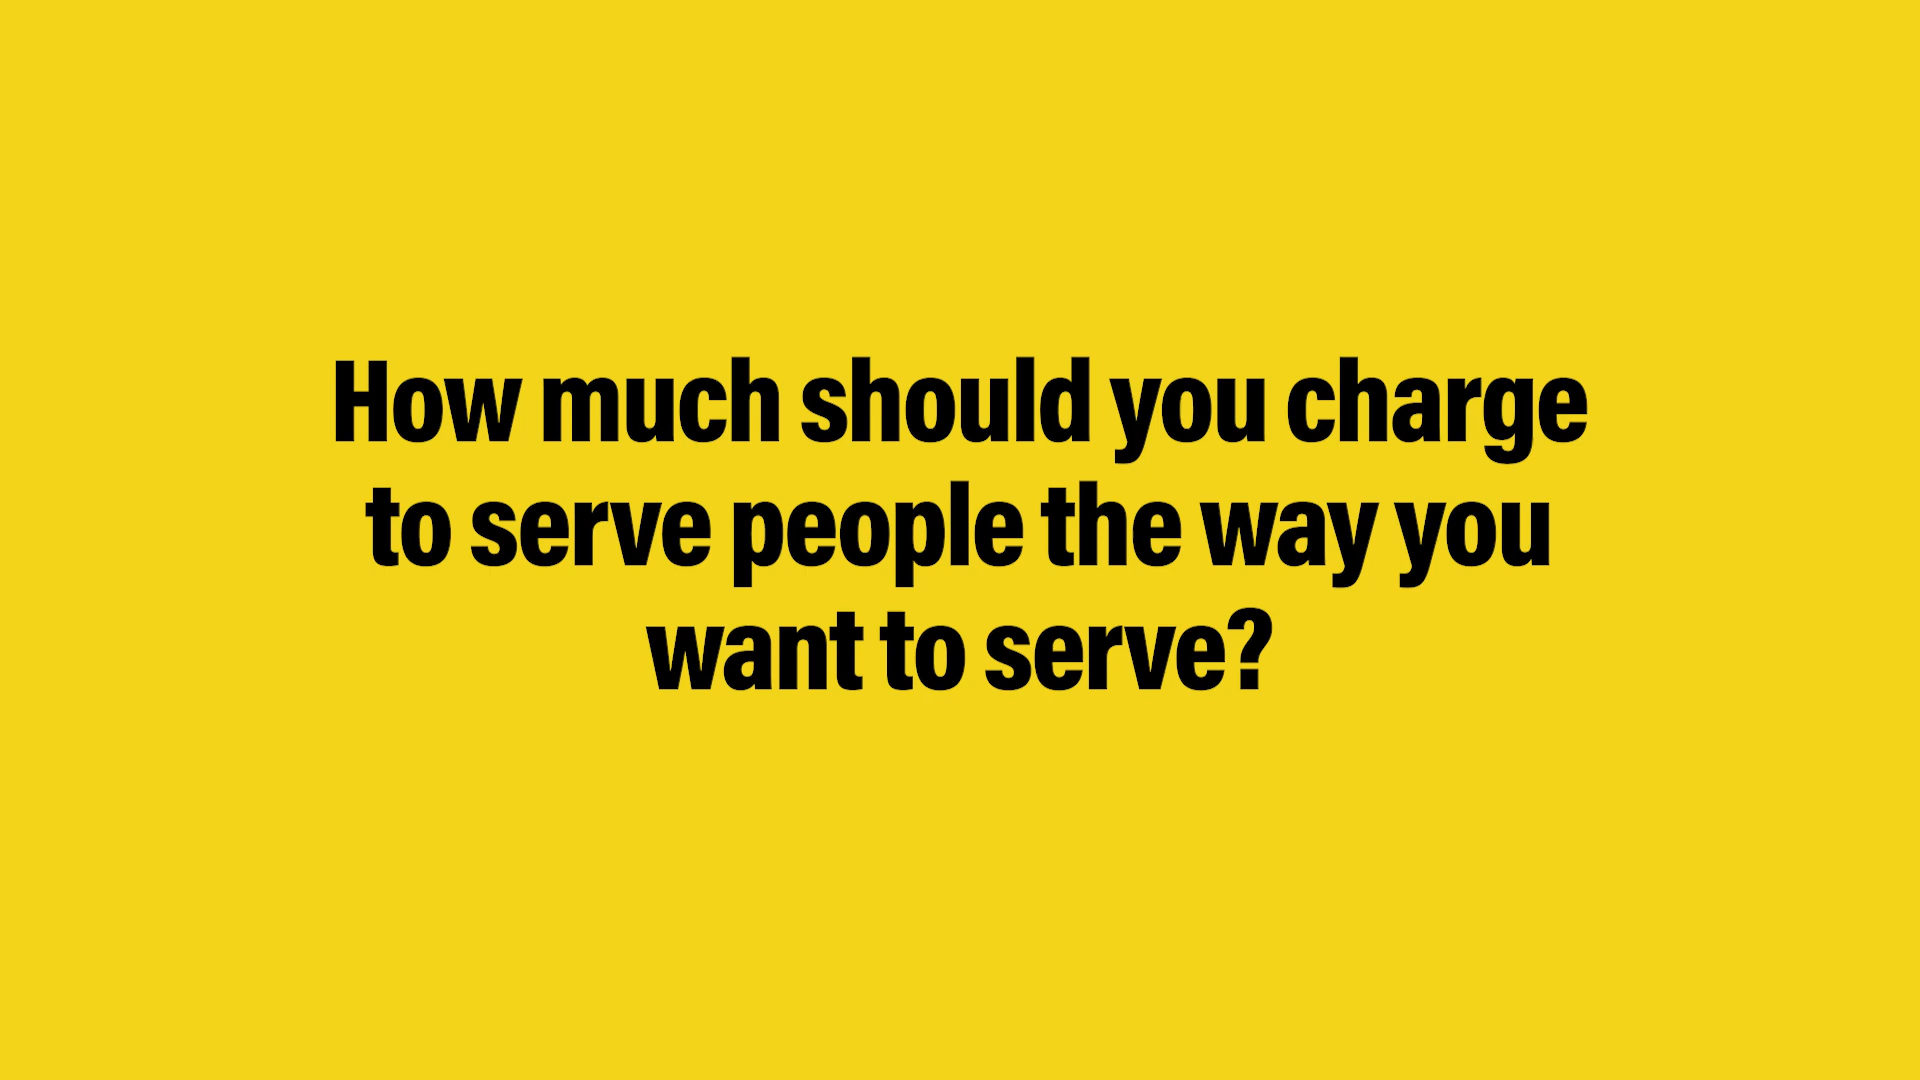 How much should you charge
to serve people the way you
want to serve?